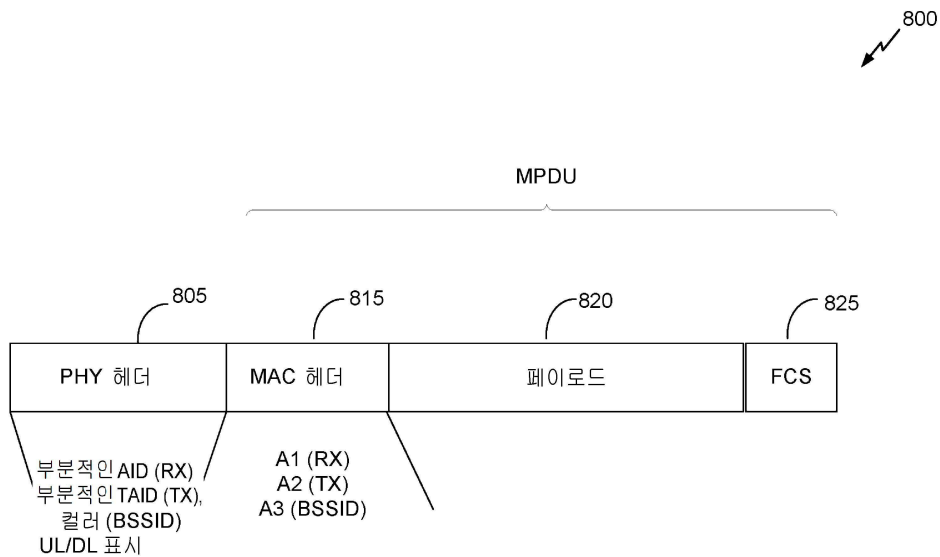 800
MPDU
805
815
820
825
PHY 헤더
MAC 헤더
페이로드
FCS
부분적인 AID (RX)
부분적인 TAID (TX),
컬러 (BSSID)
UL/DL 표시
A1 (RX)
A2 (TX)
A3 (BSSID)